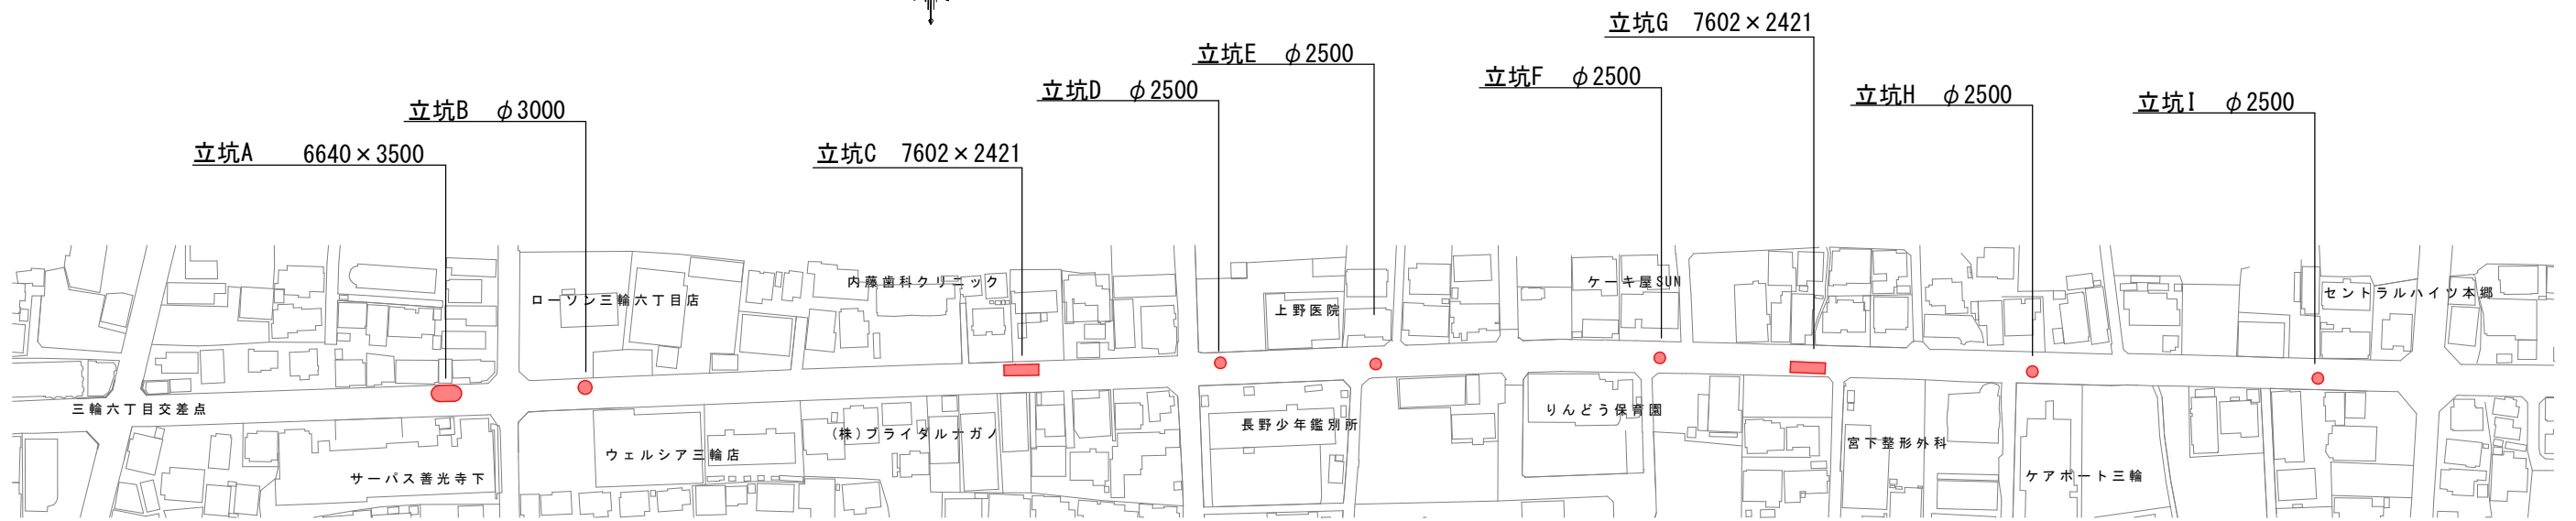 立坑G 7602×2421
立坑E φ2500
立坑F φ2500
立坑D φ2500
立坑H φ2500
立坑I φ2500
立坑B φ3000
立坑A 6640×3500
立坑C 7602×2421
内藤歯科クリニック
ケーキ屋SUN
セントラルハイツ本郷
ローソン三輪六丁目店
上野医院
三輪六丁目交差点
りんどう保育園
長野少年鑑別所
(株)ブライダルナガノ
宮下整形外科
ウェルシア三輪店
サーパス善光寺下
ケアポート三輪